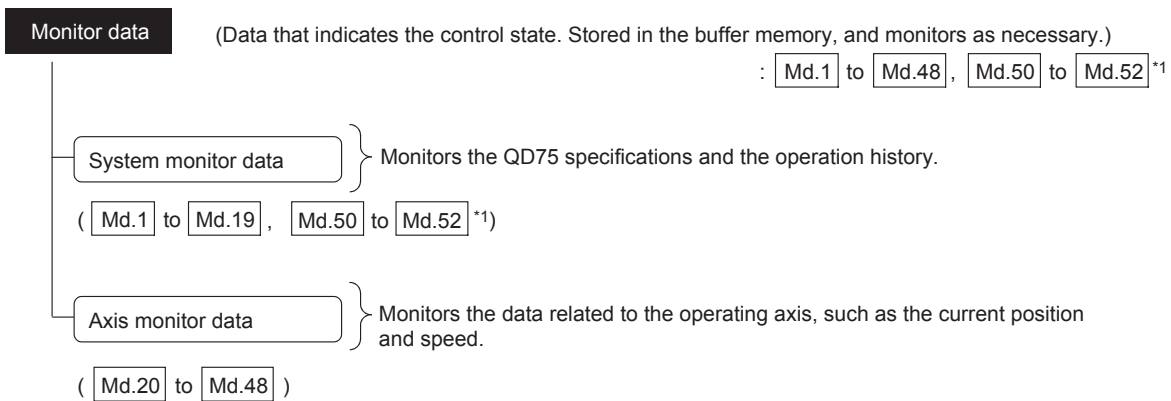 Monitor data (Data that indicates the control state. Stored in the buffer memory, and monitors as necessary.)
: Md.1 to Md.48, Md.50 to Md.52 *1
System monitor data Monitors the QD75 specifications and the operation history.
( Md.1 to Md.19 , Md.50 to Md.52 *1)
Axis monitor data Monitors the data related to the operating axis, such as the current position
and speed.
( Md.20 to Md.48 )